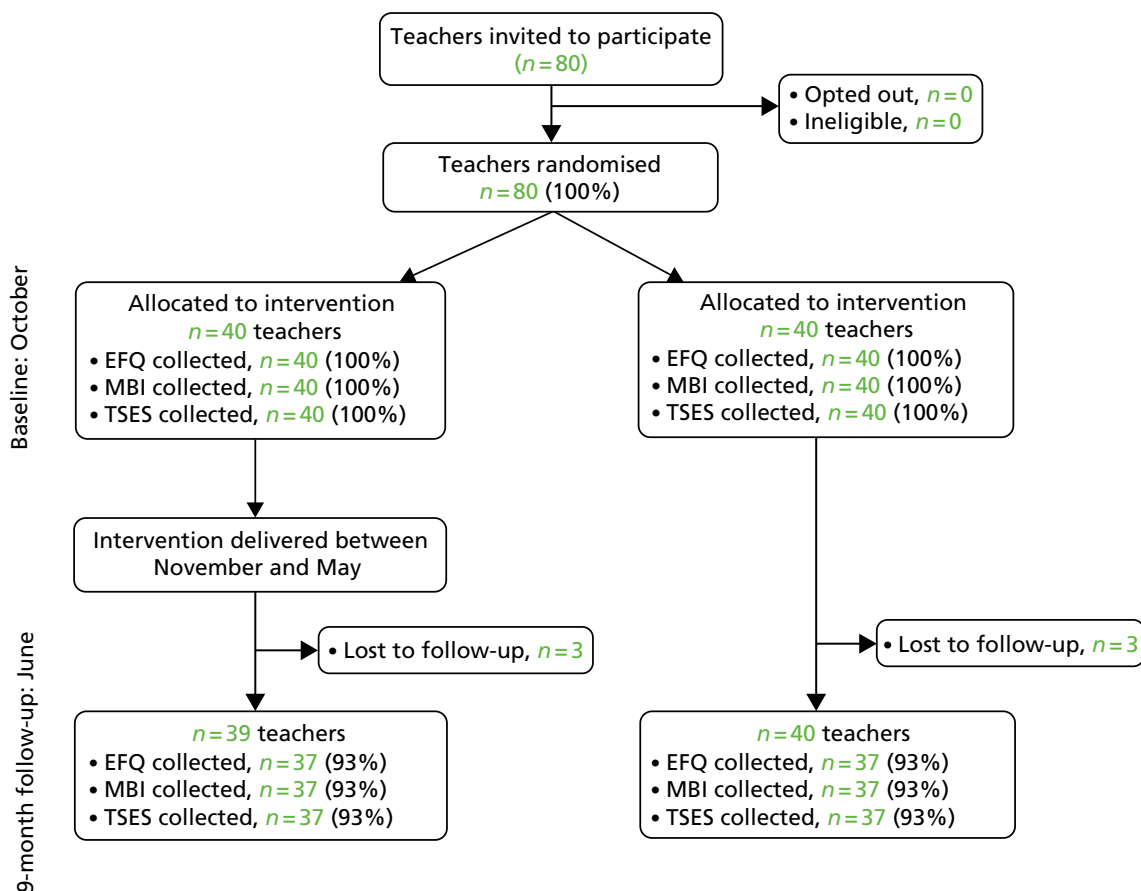 Teachers invited to participate
(n=80)
• Opted out, n=0
• Ineligible, n=0
Teachers randomised
n=80 (100%)
Baseline: October
Allocated to intervention
n=40 teachers
• EFQ collected, n=40 (100%)
• MBI collected, n=40 (100%)
• TSES collected, n=40 (100%)
Allocated to intervention
n=40 teachers
• EFQ collected, n=40 (100%)
• MBI collected, n=40 (100%)
• TSES collected, n=40 (100%)
Intervention delivered between
November and May
9-month follow-up: June
• Lost to follow-up, n=3
• Lost to follow-up, n=3
n=39 teachers
• EFQ collected, n=37 (93%)
• MBI collected, n=37 (93%)
• TSES collected, n=37 (93%)
n=40 teachers
• EFQ collected, n=37 (93%)
• MBI collected, n=37 (93%)
• TSES collected, n=37 (93%)